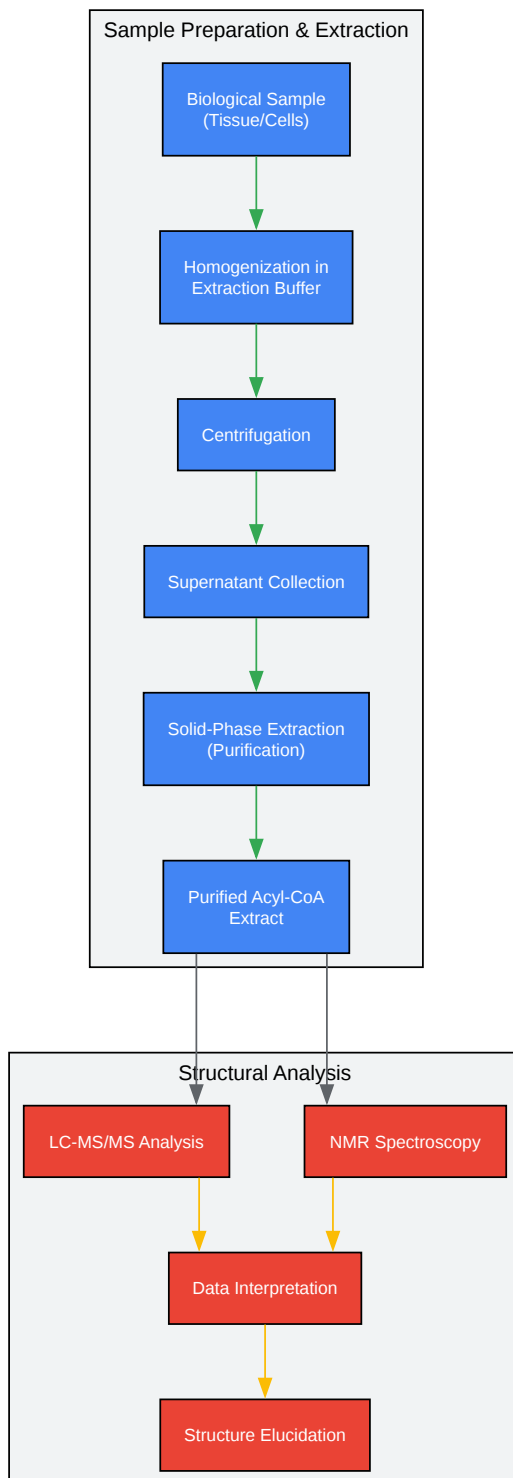 Sample Preparation & Extraction
Biological Sample
(Tissue/Cells)
Homogenization in
Extraction Buffer
Centrifugation
Supernatant Collection
Solid-Phase Extraction
(Purification)
Purified Acyl-CoA
Extract
Structural Analysis
LC-MS/MS Analysis
NMR Spectroscopy
Data Interpretation
Structure Elucidation